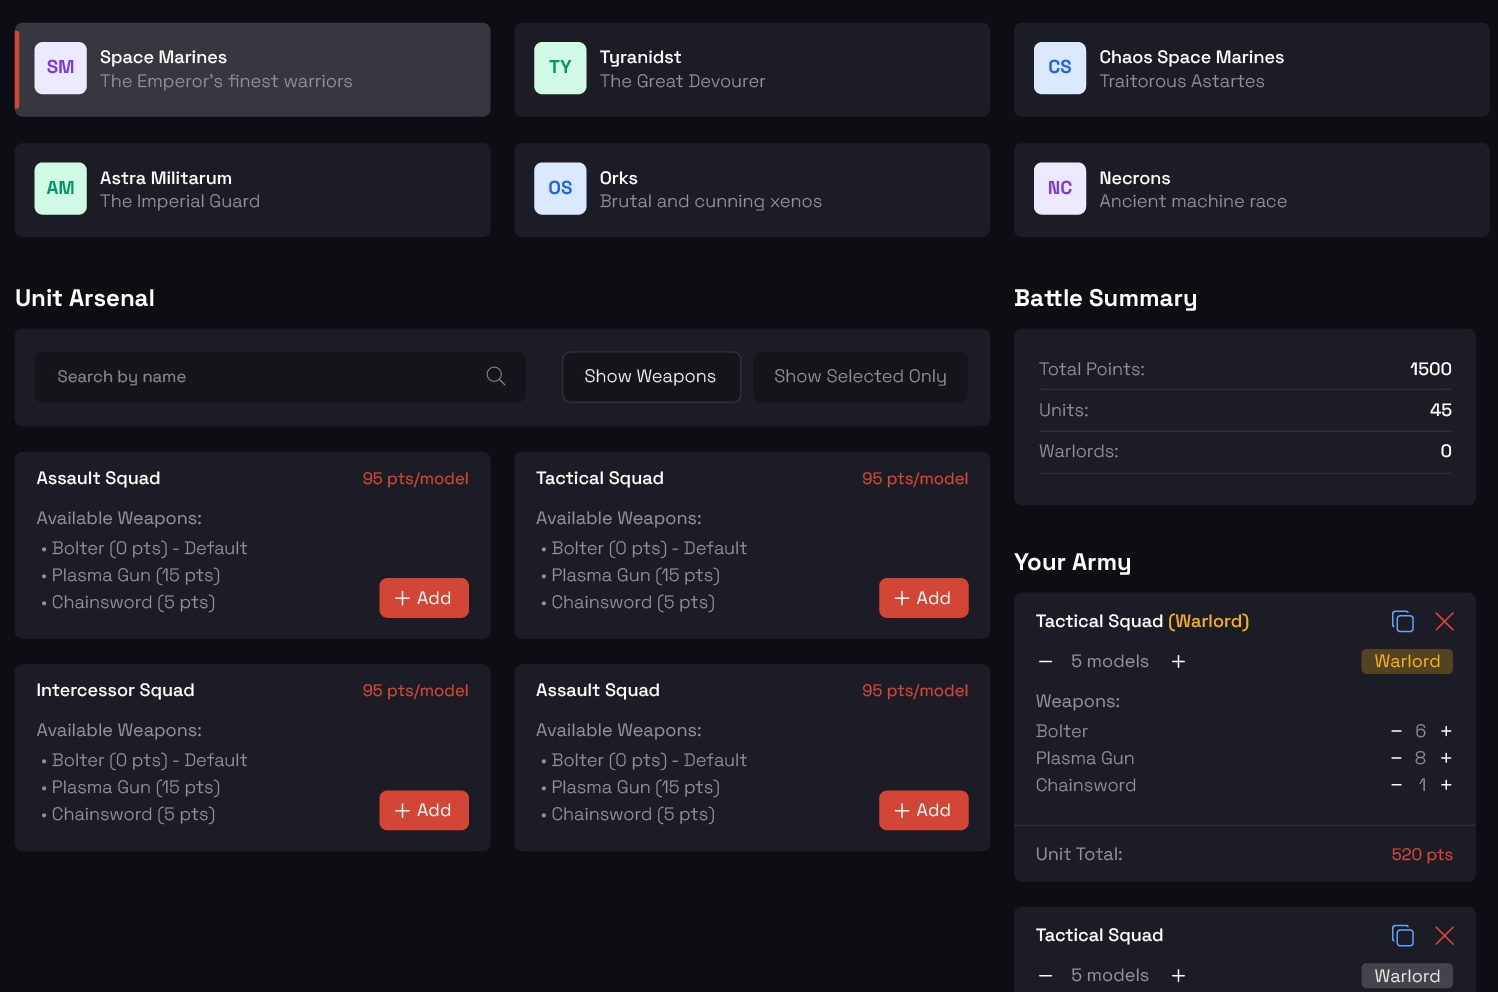 SM
Space Marines
The Emperor's finest warriors
TY
Tyranidst
The Great Devourer
CS
Chaos Space Marines
Traitorous Astartes
AM
Astra Militarum
The Imperial Guard
OS
Orks
Brutal and cunning xenos
NC
Necrons
Ancient machine race
Unit Arsenal
Search by name
Show Weapons
Show Selected Only
Assault Squad
95 pts/model
Available Weapons:
• Bolter (0 pts) - Default
• Plasma Gun (15 pts)
• Chainsword (5 pts)
+ Add
Tactical Squad
95 pts/model
Available Weapons:
• Bolter (0 pts) - Default
• Plasma Gun (15 pts)
• Chainsword (5 pts)
+ Add
Intercessor Squad
95 pts/model
Available Weapons:
• Bolter (0 pts) - Default
• Plasma Gun (15 pts)
• Chainsword (5 pts)
+ Add
Assault Squad
95 pts/model
Available Weapons:
• Bolter (0 pts) - Default
• Plasma Gun (15 pts)
• Chainsword (5 pts)
+ Add
Battle Summary
Total Points: 1500
Units: 45
Warlords: 0
Your Army
Tactical Squad (Warlord)
− 5 models + Warlord
Weapons:
Bolter − 6 +
Plasma Gun − 8 +
Chainsword − 1 +
Unit Total: 520 pts
Tactical Squad
− 5 models + Warlord